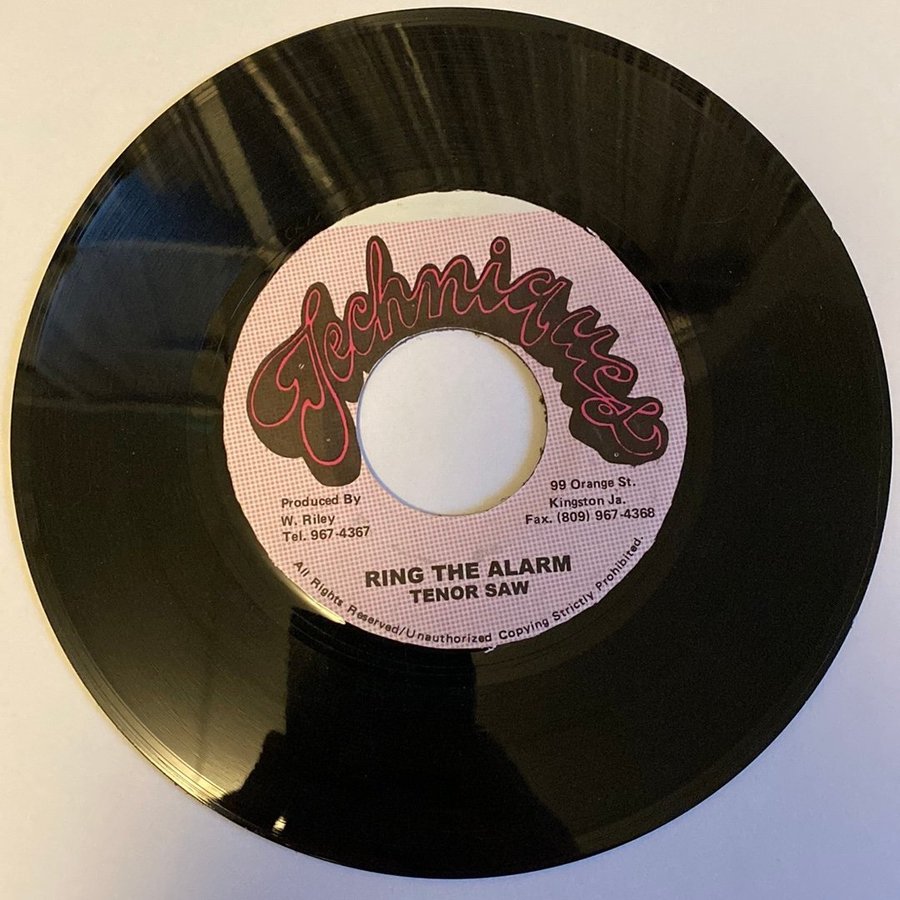 Techniques
Produced By
W. Riley
Tel. 967-4367
99 Orange St.
Kingston Ja.
Fax. (809) 967-4368
RING THE ALARM
TENOR SAW
All Rights Reserved/Unauthorized Copying Strictly Prohibited.